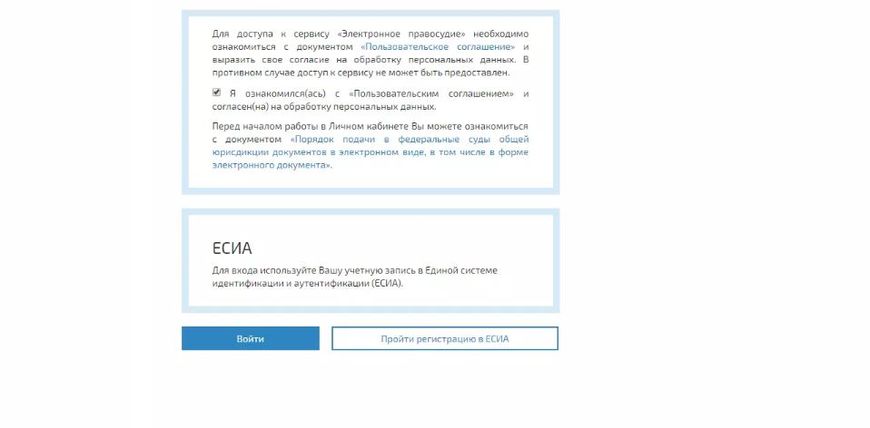 Для доступа к сервису «Электронное правосудие» необходимо
ознакомиться с документом «Пользовательское соглашение» и
выразить свое согласие на обработку персональных данных. В
противном случае доступ к сервису не может быть предоставлен.
Я ознакомился(ась) с «Пользовательским соглашением» и
согласен(на) на обработку персональных данных.
Перед началом работы в Личном кабинете Вы можете ознакомиться
с документом «Порядок подачи в федеральные суды общей
юрисдикции документов в электронном виде, в том числе в форме
электронного документа».
ЕСИА
Для входа используйте Вашу учетную запись в Единой системе
идентификации и аутентификации (ЕСИА).
Войти
Пройти регистрацию в ЕСИА